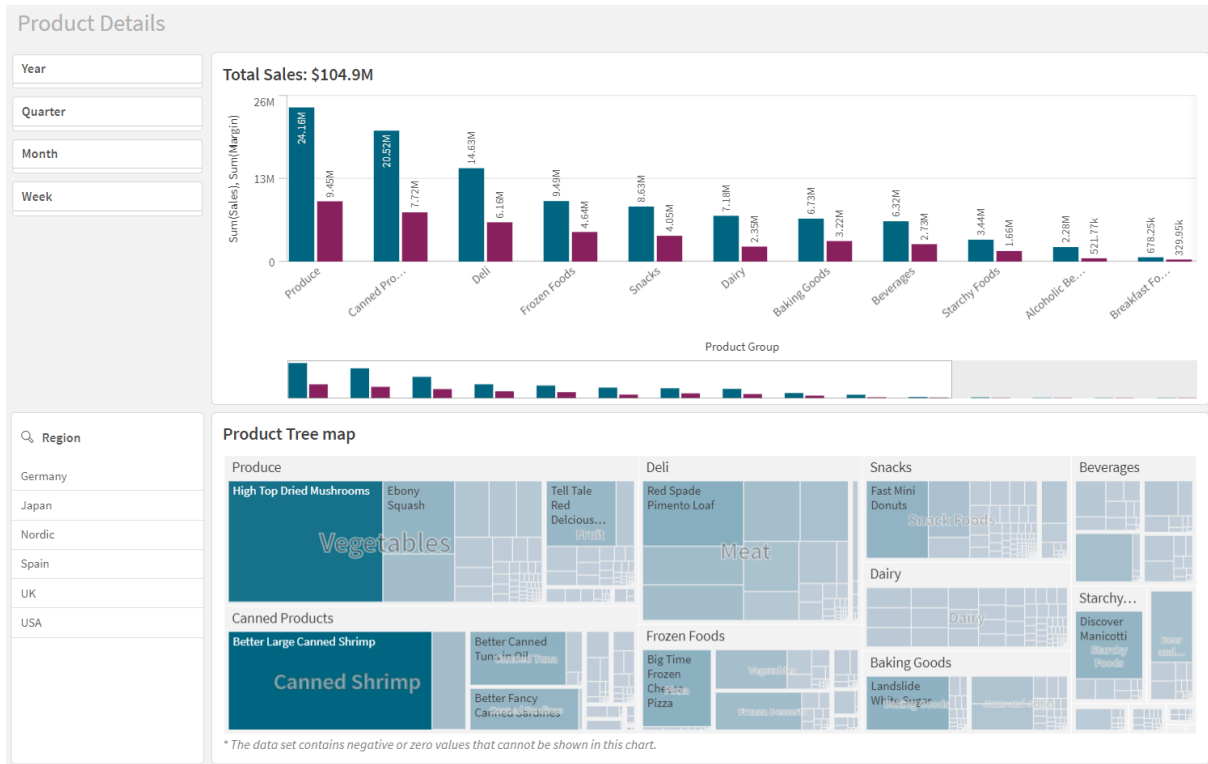 Product Details
Year
Quarter
Month
Week
Total Sales: $104.9M
Sum(Sales), Sum(Margin)
26M
13M
0
24.16M
9.45M
20.52M
7.72M
14.63M
6.16M
9.49M
4.64M
8.63M
4.05M
7.18M
2.35M
6.73M
3.22M
6.32M
2.73M
3.44M
1.66M
2.28M
521.77k
678.25k
329.95k
Produce
Canned Pro...
Deli
Frozen Foods
Snacks
Dairy
Baking Goods
Beverages
Starchy Foods
Alcoholic Be...
Breakfast Fo...
Product Group
Region
Germany
Japan
Nordic
Spain
UK
USA
Product Tree map
Produce
High Top Dried Mushrooms
Ebony
Squash
Vegetables
Tell Tale
Red
Delcious...
Fruit
Canned Products
Better Large Canned Shrimp
Canned Shrimp
Better Canned
Tuna in Oil
Better Fancy
Canned Sardines
Deli
Red Spade
Pimento Loaf
Meat
Frozen Foods
Big Time
Frozen
Cheese
Pizza
Vegetables
Frozen Desserts
Snacks
Fast Mini
Donuts
Snack Foods
Dairy
Dairy
Baking Goods
Landslide
White Sugar
Beverages
Starchy...
Discover
Manicotti
Starchy
Foods
Beer
and...
* The data set contains negative or zero values that cannot be shown in this chart.